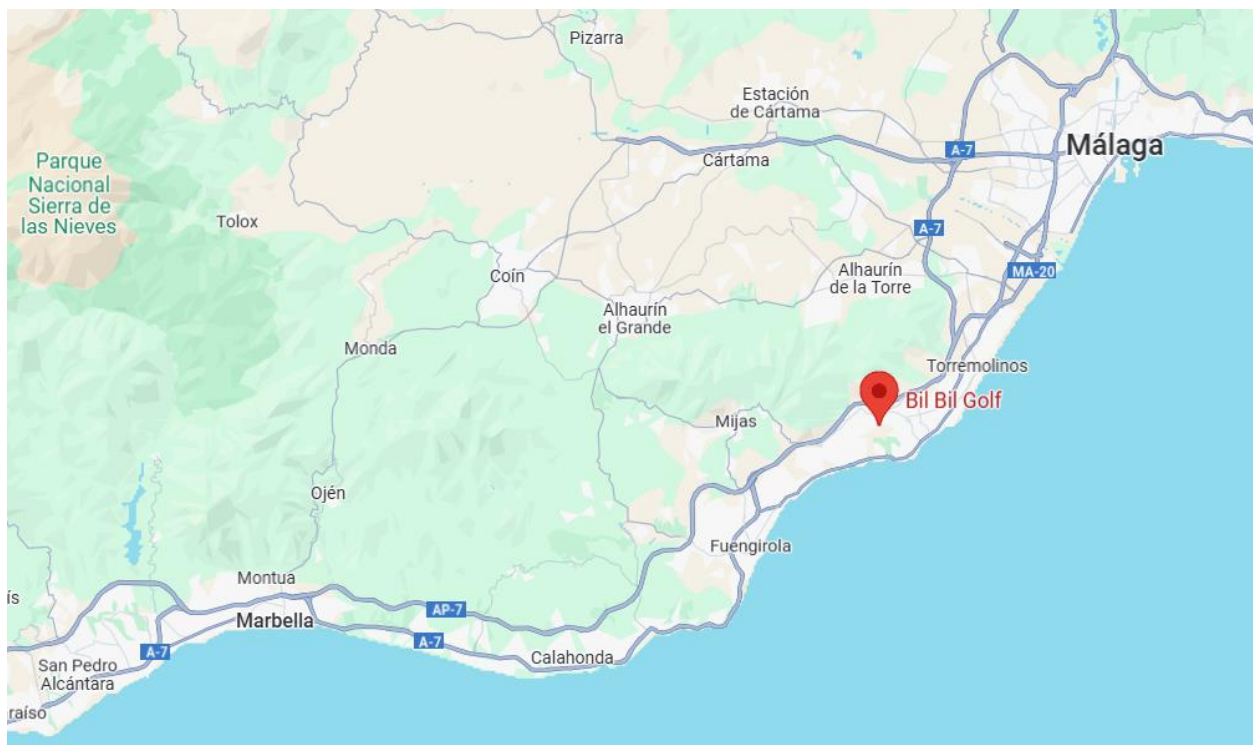 Pizarra
Estación
de Cártama
A-7
Málaga
Cártama
Parque
Nacional
Sierra de
las Nieves
Tolox
A-7
Coín
Alhaurín
de la Torre
MA-20
Alhaurín
el Grande
Monda
Torremolinos
Bil Bil Golf
Mijas
Ojén
Fuengirola
Montua
ís
AP-7
Marbella
A-7
A-7
Calahonda
San Pedro
Alcántara
araíso